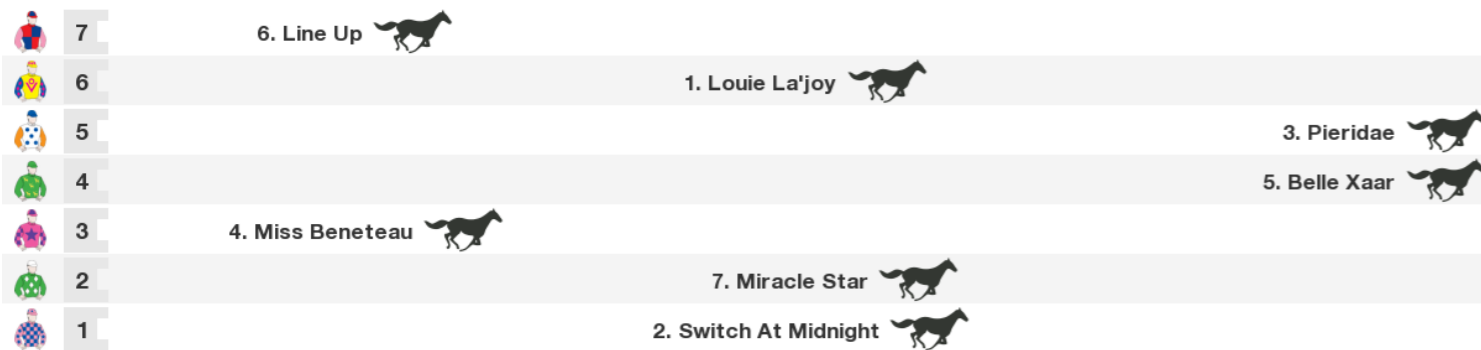 7 6. Line Up
6 1. Louie La'joy
5 3. Pieridae
4 5. Belle Xaar
3 4. Miss Beneteau
2 7. Miracle Star
1 2. Switch At Midnight